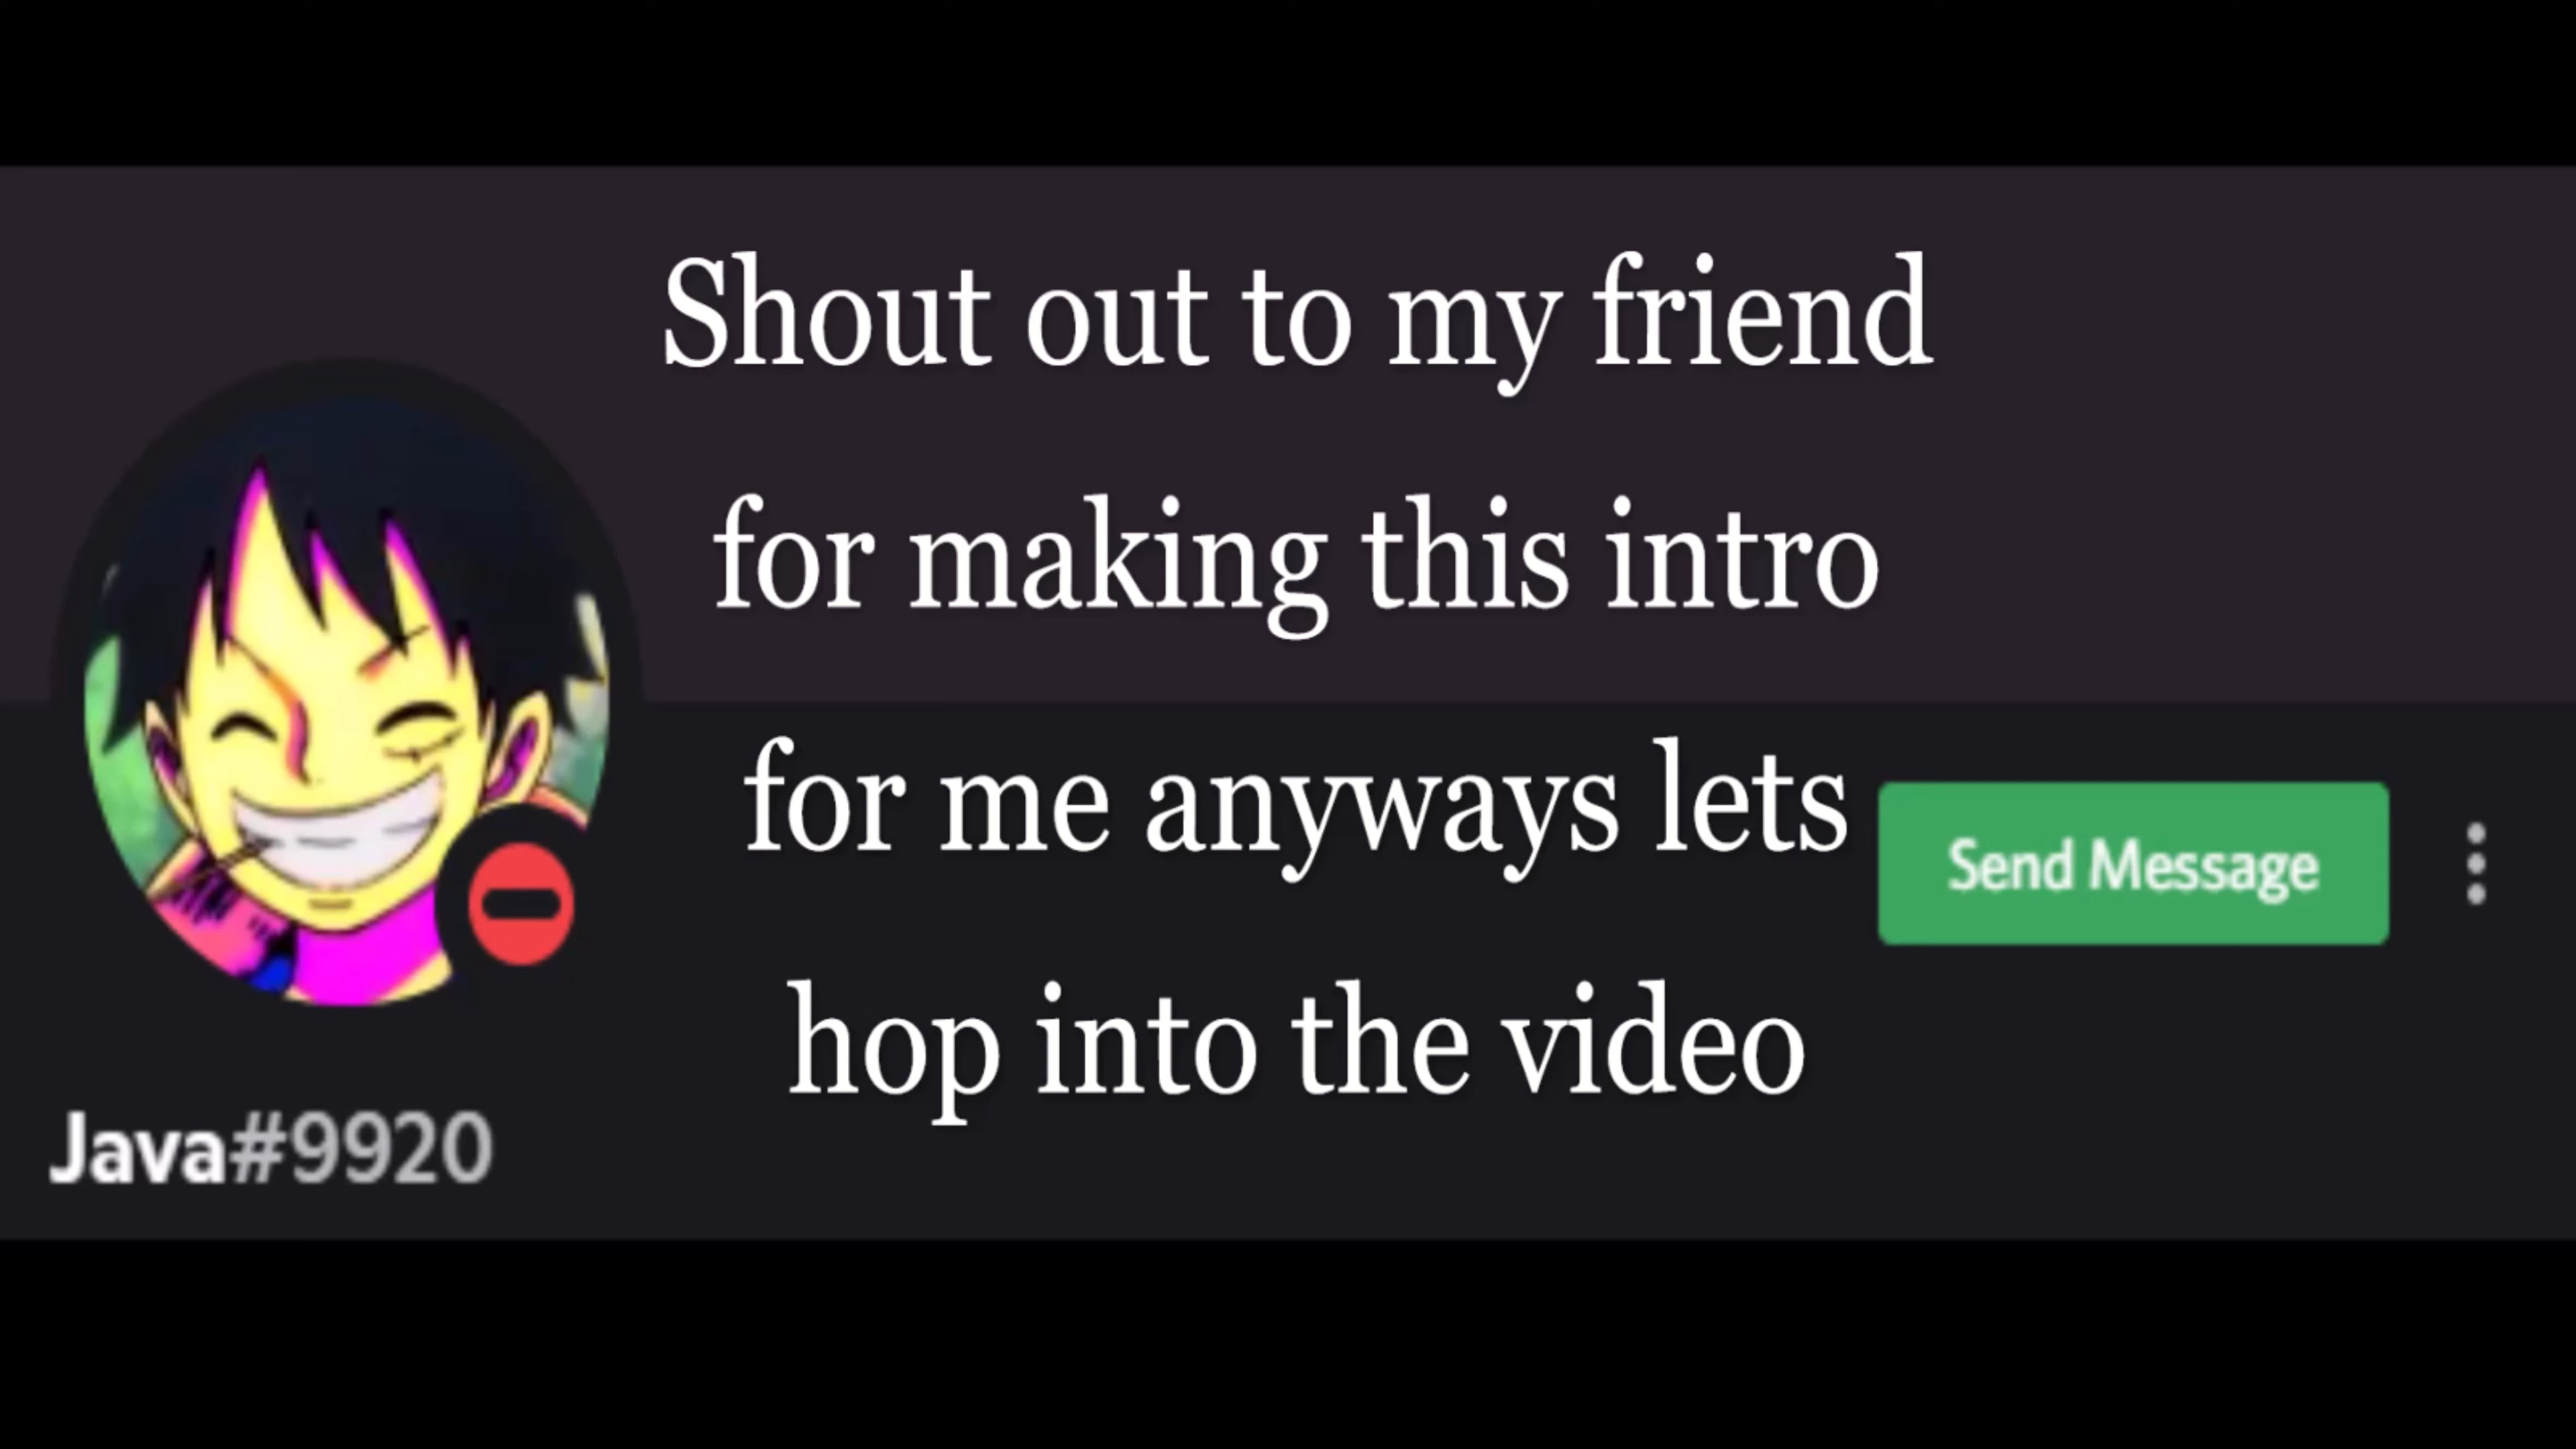 Shout out to my friend
for making this intro
for me anyways lets
hop into the video
Send Message
Java#9920